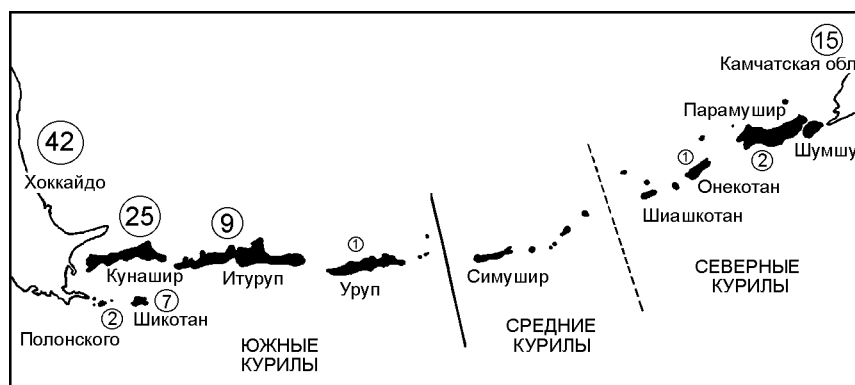 15
Камчатская обл
Парамушир
42
Хоккайдо
1
2
Шумшу
Онекотан
Шиашкотан
25
9
1
Кунашир
Итуруп
Уруп
Симушир
СЕВЕРНЫЕ
КУРИЛЫ
2
7
Шикотан
Полонского
ЮЖНЫЕ
КУРИЛЫ
СРЕДНИЕ
КУРИЛЫ